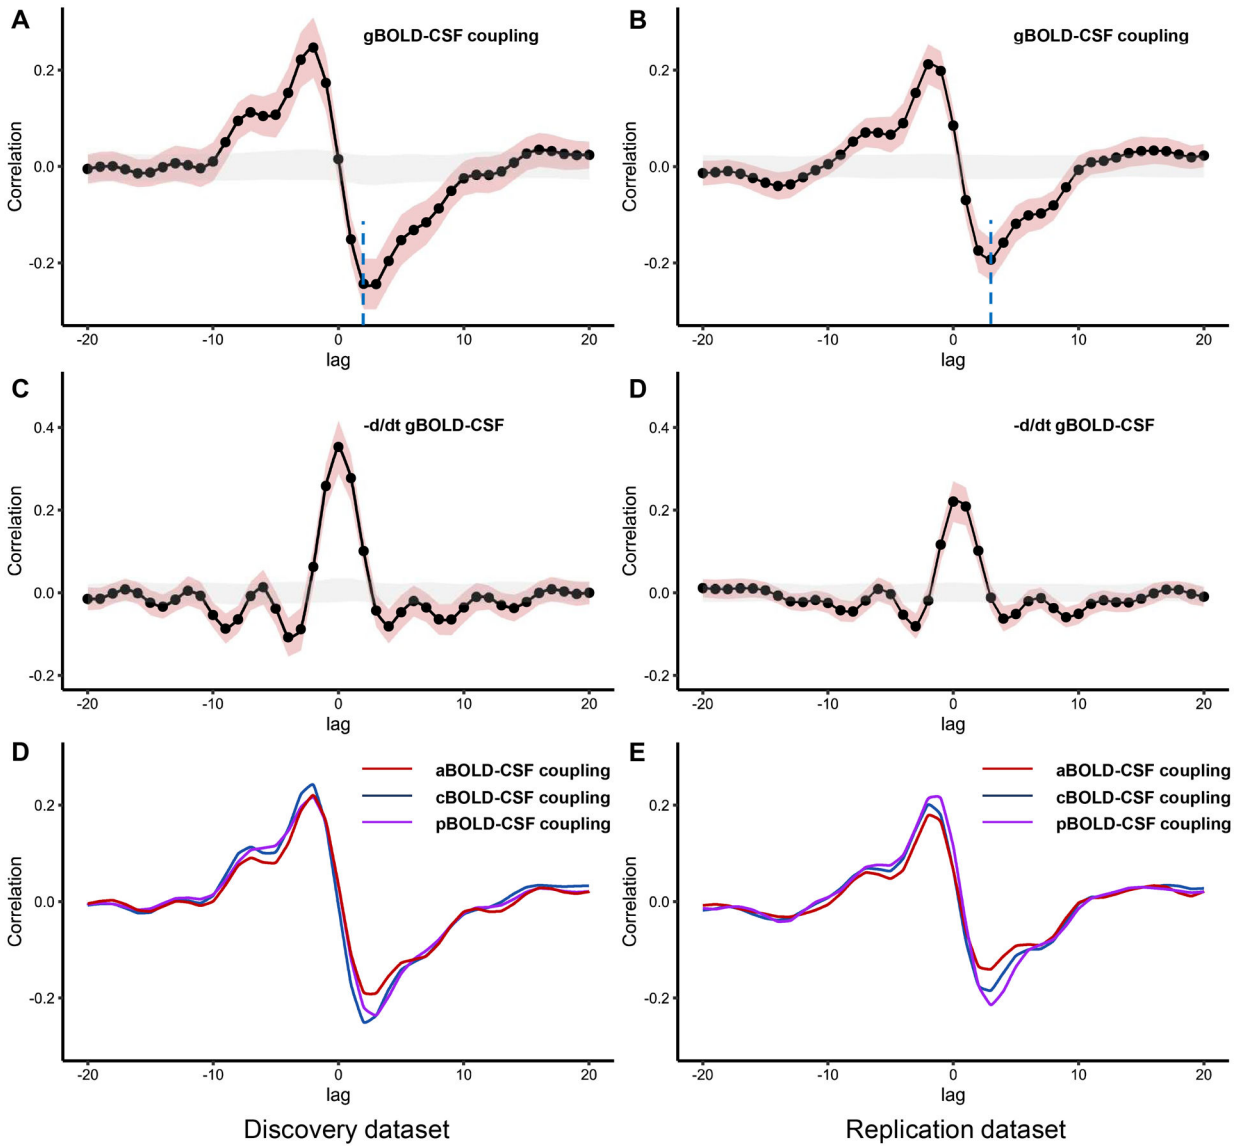 A
gBOLD-CSF coupling
0.2
0.0
-0.2
Correlation
-20
-10
0
10
20
lag
B
gBOLD-CSF coupling
0.2
0.0
-0.2
Correlation
-20
-10
0
10
20
lag
C
-d/dt gBOLD-CSF
0.4
0.2
0.0
-0.2
Correlation
-20
-10
0
10
20
lag
D
-d/dt gBOLD-CSF
0.4
0.2
0.0
-0.2
Correlation
-20
-10
0
10
20
lag
D
aBOLD-CSF coupling
cBOLD-CSF coupling
pBOLD-CSF coupling
0.2
0.0
-0.2
Correlation
-20
-10
0
10
20
lag
E
aBOLD-CSF coupling
cBOLD-CSF coupling
pBOLD-CSF coupling
0.2
0.0
-0.2
Correlation
-20
-10
0
10
20
lag
Discovery dataset
Replication dataset